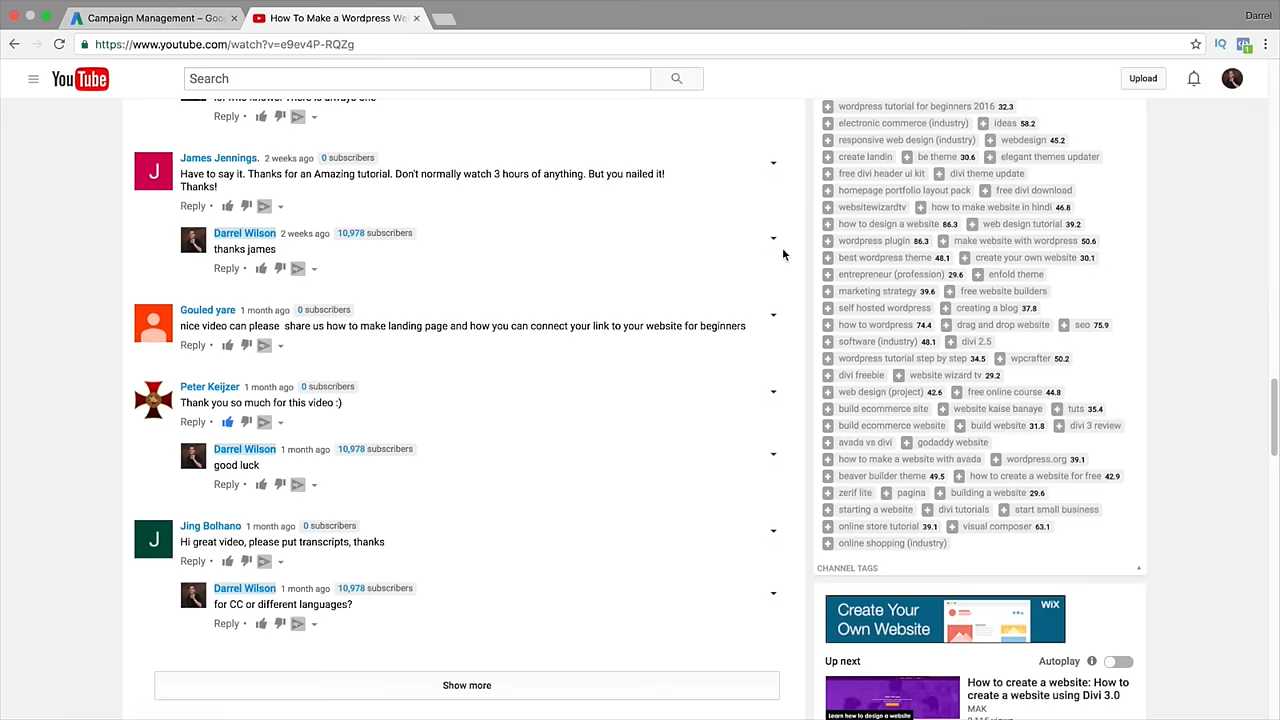 Campaign Management – Goo
How To Make a Wordpress We
Darrel
https://www.youtube.com/watch?v=e9ev4P-RQZg
IQ
1
YouTube
Search
Upload
Reply •
James Jennings. 2 weeks ago 0 subscribers
Have to say it. Thanks for an Amazing tutorial. Don't normally watch 3 hours of anything. But you nailed it!
Thanks!
Reply •
J
Darrel Wilson 2 weeks ago 10,978 subscribers
thanks james
Reply •
Gouled yare 1 month ago 0 subscribers
nice video can please share us how to make landing page and how you can connect your link to your website for beginners
Reply •
Peter Keijzer 1 month ago 0 subscribers
Thank you so much for this video :)
Reply •
Darrel Wilson 1 month ago 10,978 subscribers
good luck
Reply •
Jing Bolhano 1 month ago 0 subscribers
J
Hi great video, please put transcripts, thanks
Reply •
Darrel Wilson 1 month ago 10,978 subscribers
for CC or different languages?
Reply •
Show more
wordpress tutorial for beginners 2016 32.3
electronic commerce (industry) ideas 58.2
responsive web design (industry) webdesign 45.2
create landin be theme 30.6 elegant themes updater
free divi header ui kit divi theme update
homepage portfolio layout pack free divi download
websitewizardtv how to make website in hindi 46.8
how to design a website 86.3 web design tutorial 39.2
wordpress plugin 86.3 make website with wordpress 50.6
best wordpress theme 48.1 create your own website 30.1
entrepreneur (profession) 29.6 enfold theme
marketing strategy 39.6 free website builders
self hosted wordpress creating a blog 37.8
how to wordpress 74.4 drag and drop website seo 75.9
software (industry) 48.1 divi 2.5
wordpress tutorial step by step 34.5 wpcrafter 50.2
divi freebie website wizard tv 29.2
web design (project) 42.6 free online course 44.8
build ecommerce site website kaise banaye tuts 35.4
build ecommerce website build website 31.8 divi 3 review
avada vs divi godaddy website
how to make a website with avada wordpress.org 39.1
beaver builder theme 49.5 how to create a website for free 42.9
zerif lite pagina building a website 29.6
starting a website divi tutorials start small business
online store tutorial 39.1 visual composer 63.1
online shopping (industry)
CHANNEL TAGS
Create Your
Own Website
WIX
Up next
Autoplay
How to create a website: How to
create a website using Divi 3.0
MAK
Learn how to design a website